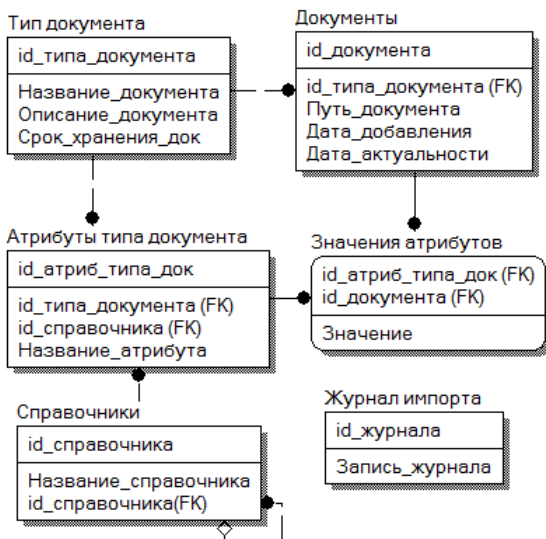 Тип документа
id_типа_документа
Название_документа
Описание_документа
Срок_хранения_док
Документы
id_документа
id_типа_документа (FK)
Путь_документа
Дата_добавления
Дата_актуальности
Атрибуты типа документа
id_атриб_типа_док
id_типа_документа (FK)
id_справочника (FK)
Название_атрибута
Значения атрибутов
id_атриб_типа_док (FK)
id_документа (FK)
Значение
Справочники
id_справочника
Название_справочника
id_справочника(FK)
Журнал импорта
id_журнала
Запись_журнала